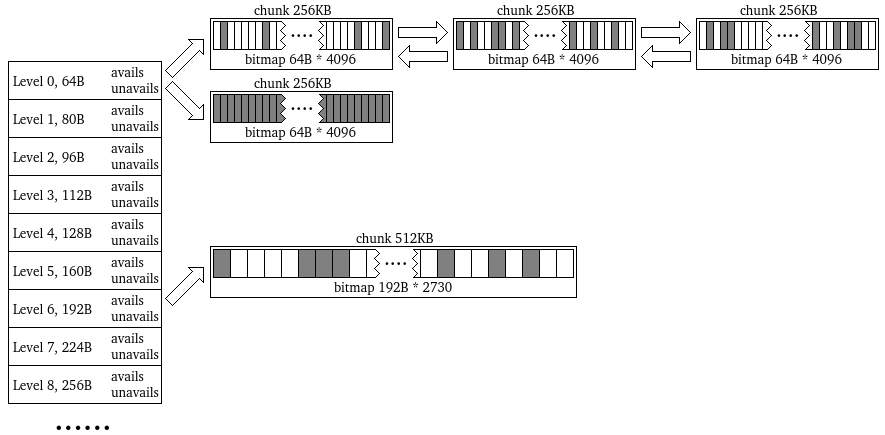 chunk 256KB
chunk 256KB
chunk 256KB
....
....
....
bitmap 64B * 4096
bitmap 64B * 4096
bitmap 64B * 4096
chunk 256KB
....
bitmap 64B * 4096
Level 0, 64B
avails
unavails
Level 1, 80B
avails
unavails
Level 2, 96B
avails
unavails
Level 3, 112B
avails
unavails
Level 4, 128B
avails
unavails
Level 5, 160B
avails
unavails
Level 6, 192B
avails
unavails
Level 7, 224B
avails
unavails
Level 8, 256B
avails
unavails
......
chunk 512KB
....
bitmap 192B * 2730